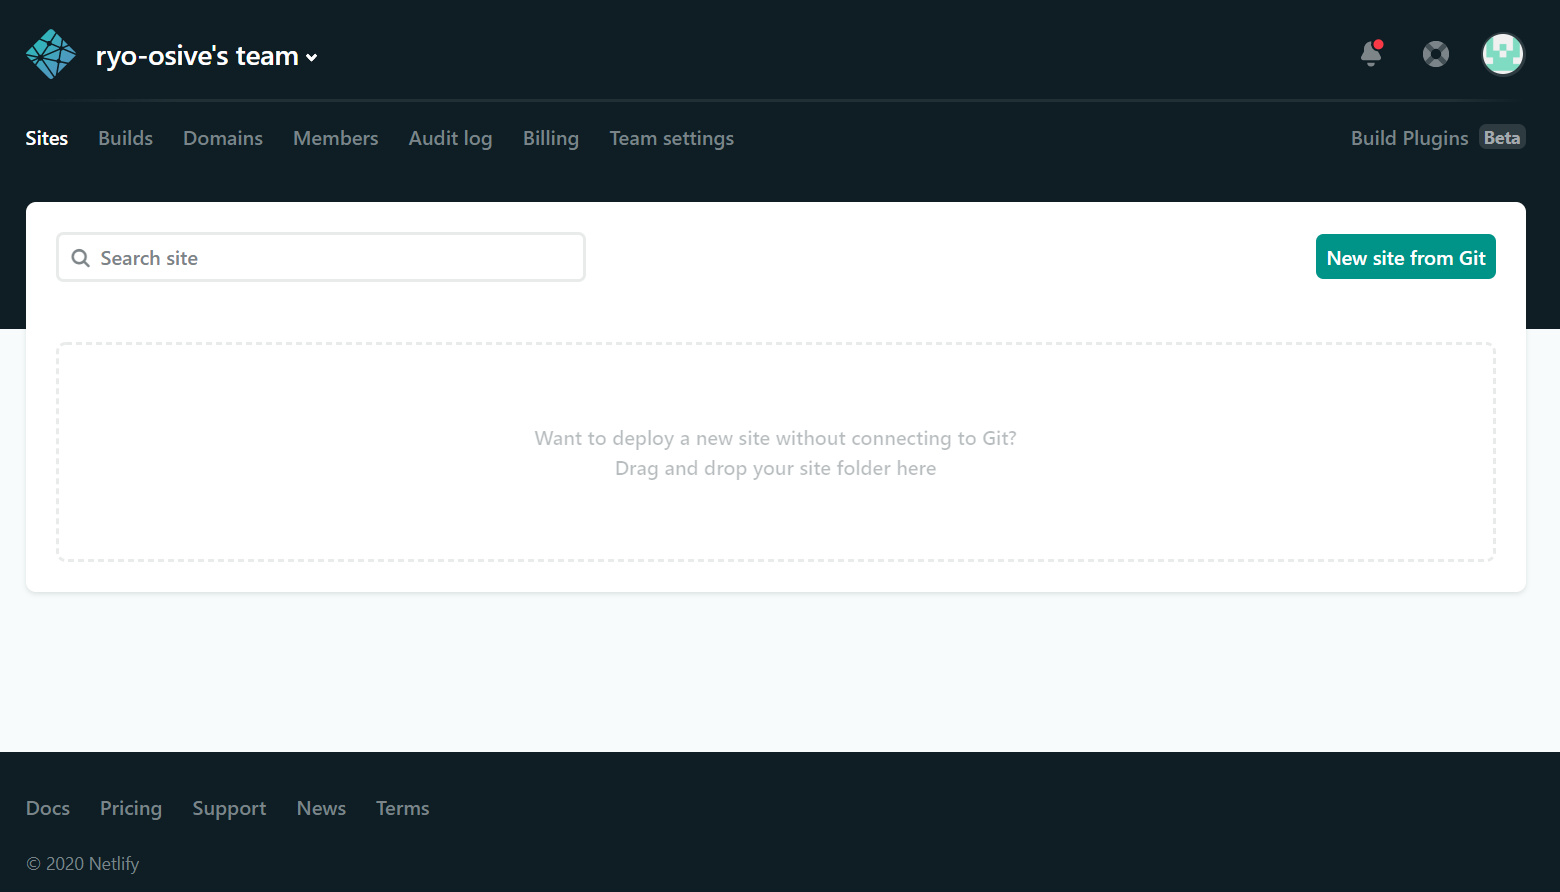 ryo-osive's team
Sites Builds Domains Members Audit log Billing Team settings Build Plugins Beta
Search site New site from Git
Want to deploy a new site without connecting to Git?
Drag and drop your site folder here
Docs Pricing Support News Terms
© 2020 Netlify